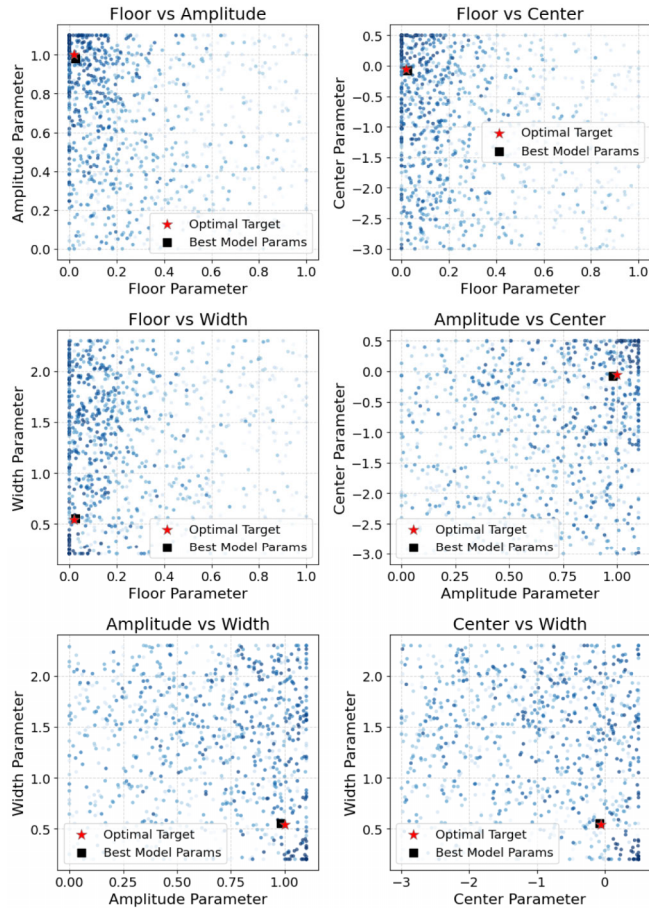 Floor vs Amplitude
Amplitude Parameter
1.0
0.8
0.6
0.4
0.2
0.0
Optimal Target
Best Model Params
0.0 0.2 0.4 0.6 0.8 1.0
Floor Parameter
Floor vs Center
Center Parameter
0.5
0.0
−0.5
−1.0
−1.5
−2.0
−2.5
−3.0
Optimal Target
Best Model Params
0.0 0.2 0.4 0.6 0.8 1.0
Floor Parameter
Floor vs Width
Width Parameter
2.0
1.5
1.0
0.5
Optimal Target
Best Model Params
0.0 0.2 0.4 0.6 0.8 1.0
Floor Parameter
Amplitude vs Center
Center Parameter
0.5
0.0
−0.5
−1.0
−1.5
−2.0
−2.5
−3.0
Optimal Target
Best Model Params
0.00 0.25 0.50 0.75 1.00
Amplitude Parameter
Amplitude vs Width
Width Parameter
2.0
1.5
1.0
0.5
Optimal Target
Best Model Params
0.00 0.25 0.50 0.75 1.00
Amplitude Parameter
Center vs Width
Width Parameter
2.0
1.5
1.0
0.5
Optimal Target
Best Model Params
−3 −2 −1 0
Center Parameter